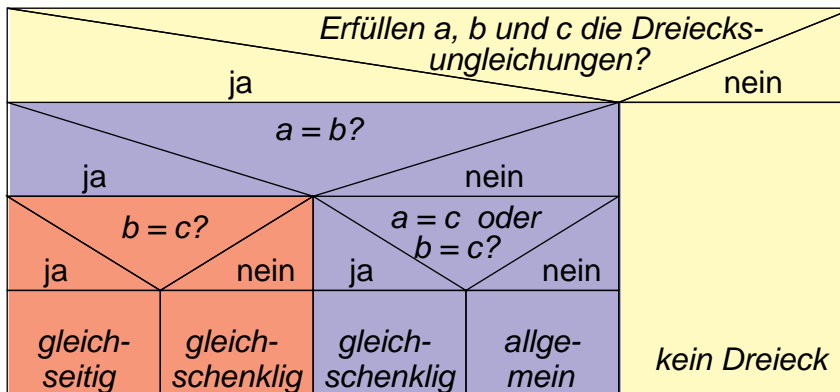 Erfüllen a, b und c die Dreiecks-
ungleichungen?
ja
nein
a = b?
ja
nein
b = c?
a = c oder
b = c?
ja
nein
ja
nein
gleich-
seitig
gleich-
schenklig
gleich-
schenklig
allge-
mein
kein Dreieck